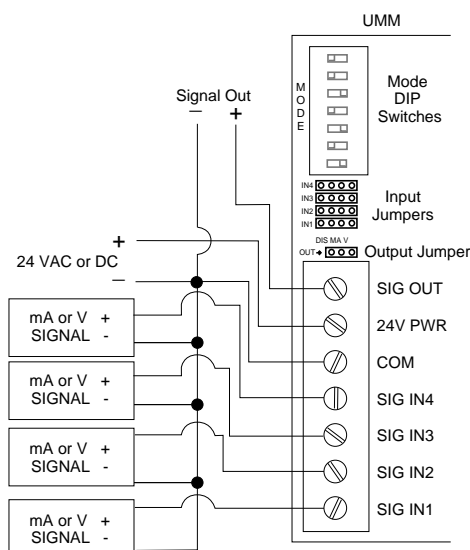 UMM
MODE
Mode
DIP
Switches
Signal Out
— +
IN4
IN3
IN2
IN1
Input
Jumpers
DIS MA V
OUT
Output Jumper
+
24 VAC or DC
—
SIG OUT
24V PWR
COM
SIG IN4
SIG IN3
SIG IN2
SIG IN1
mA or V +
SIGNAL -
mA or V +
SIGNAL -
mA or V +
SIGNAL -
mA or V +
SIGNAL -